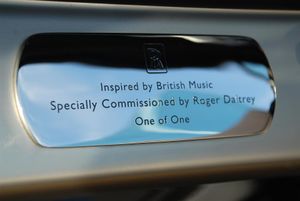 Inspired by British Music
Specially Commissioned by Roger Daltrey
One of One